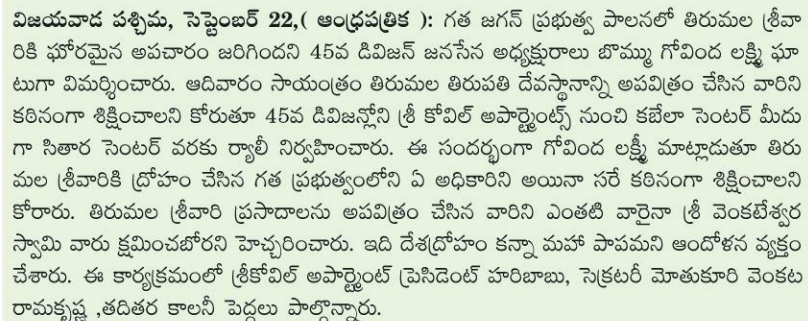 విజయవాడ పశ్చిమ, సెప్టెంబర్ 22,( ఆంధ్రపత్రిక ): గత జగన్ ప్రభుత్వ పాలనలో తిరుమల శ్రీవా
రికి ఘోరమైన అపచారం జరిగిందని 45వ డివిజన్ జనసేన అధ్యక్షురాలు బొమ్ము గోవింద లక్ష్మి ఘా
టుగా విమర్శించారు. ఆదివారం సాయంత్రం తిరుమల తిరుపతి దేవస్థానాన్ని అపవిత్రం చేసిన వారిని
కఠినంగా శిక్షించాలని కోరుతూ 45వ డివిజన్లోని శ్రీ కోవిల్ అపార్ట్మెంట్స్ నుంచి కబేలా సెంటర్ మీదు
గా సితార సెంటర్ వరకు ర్యాలీ నిర్వహించారు. ఈ సందర్భంగా గోవింద లక్ష్మీ మాట్లాడుతూ తిరు
మల శ్రీవారికి ద్రోహం చేసిన గత ప్రభుత్వంలోని ఏ అధికారిని అయినా సరే కఠినంగా శిక్షించాలని
కోరారు. తిరుమల శ్రీవారి ప్రసాదాలను అపవిత్రం చేసిన వారిని ఎంతటి వారైనా శ్రీ వెంకటేశ్వర
స్వామి వారు క్షమించబోరని హెచ్చరించారు. ఇది దేశద్రోహం కన్నా మహా పాపమని ఆందోళన వ్యక్తం
చేశారు. ఈ కార్యక్రమంలో శ్రీకోవిల్ అపార్ట్మెంట్ ప్రెసిడెంట్ హరిబాబు, సెక్రటరీ మోతుకూరి వెంకట
రామకృష్ణ ,తదితర కాలనీ పెద్దలు పాల్గొన్నారు.